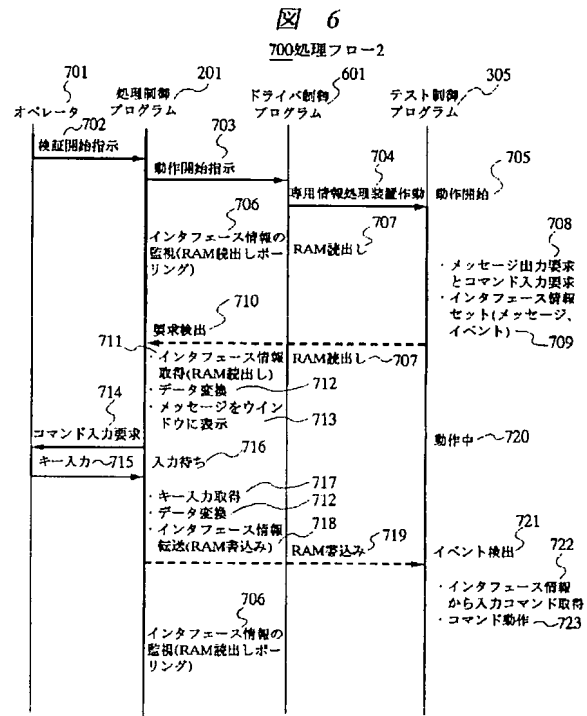 図 6
700処理フロー2
701
オペレータ
702
検証開始指示
処理制御
プログラム
201
ドライバ制御
プログラム
601
テスト制御
プログラム
305
703
動作開始指示
704
専用情報処理装置作動
705
動作開始
706
インタフェース情報の
監視(RAM読出しポー
リング)
707
RAM読出し
708
・メッセージ出力要求
とコマンド入力要求
・インタフェース情報
セット(メッセージ、
イベント)
709
710
要求検出
711
・インタフェース情報
取得(RAM読出し)
・データ変換
712
・メッセージをウイン
ドウに表示
713
RAM読出し
707
714
コマンド入力要求
動作中
720
キー入力
715
入力待ち
716
・キー入力取得
717
・データ変換
712
・インタフェース情報
転送(RAM書込み)
718
RAM書込み
719
721
イベント検出
722
・インタフェース情報
から入力コマンド取得
・コマンド動作
723
706
インタフェース情報の
監視(RAM読出しポー
リング)